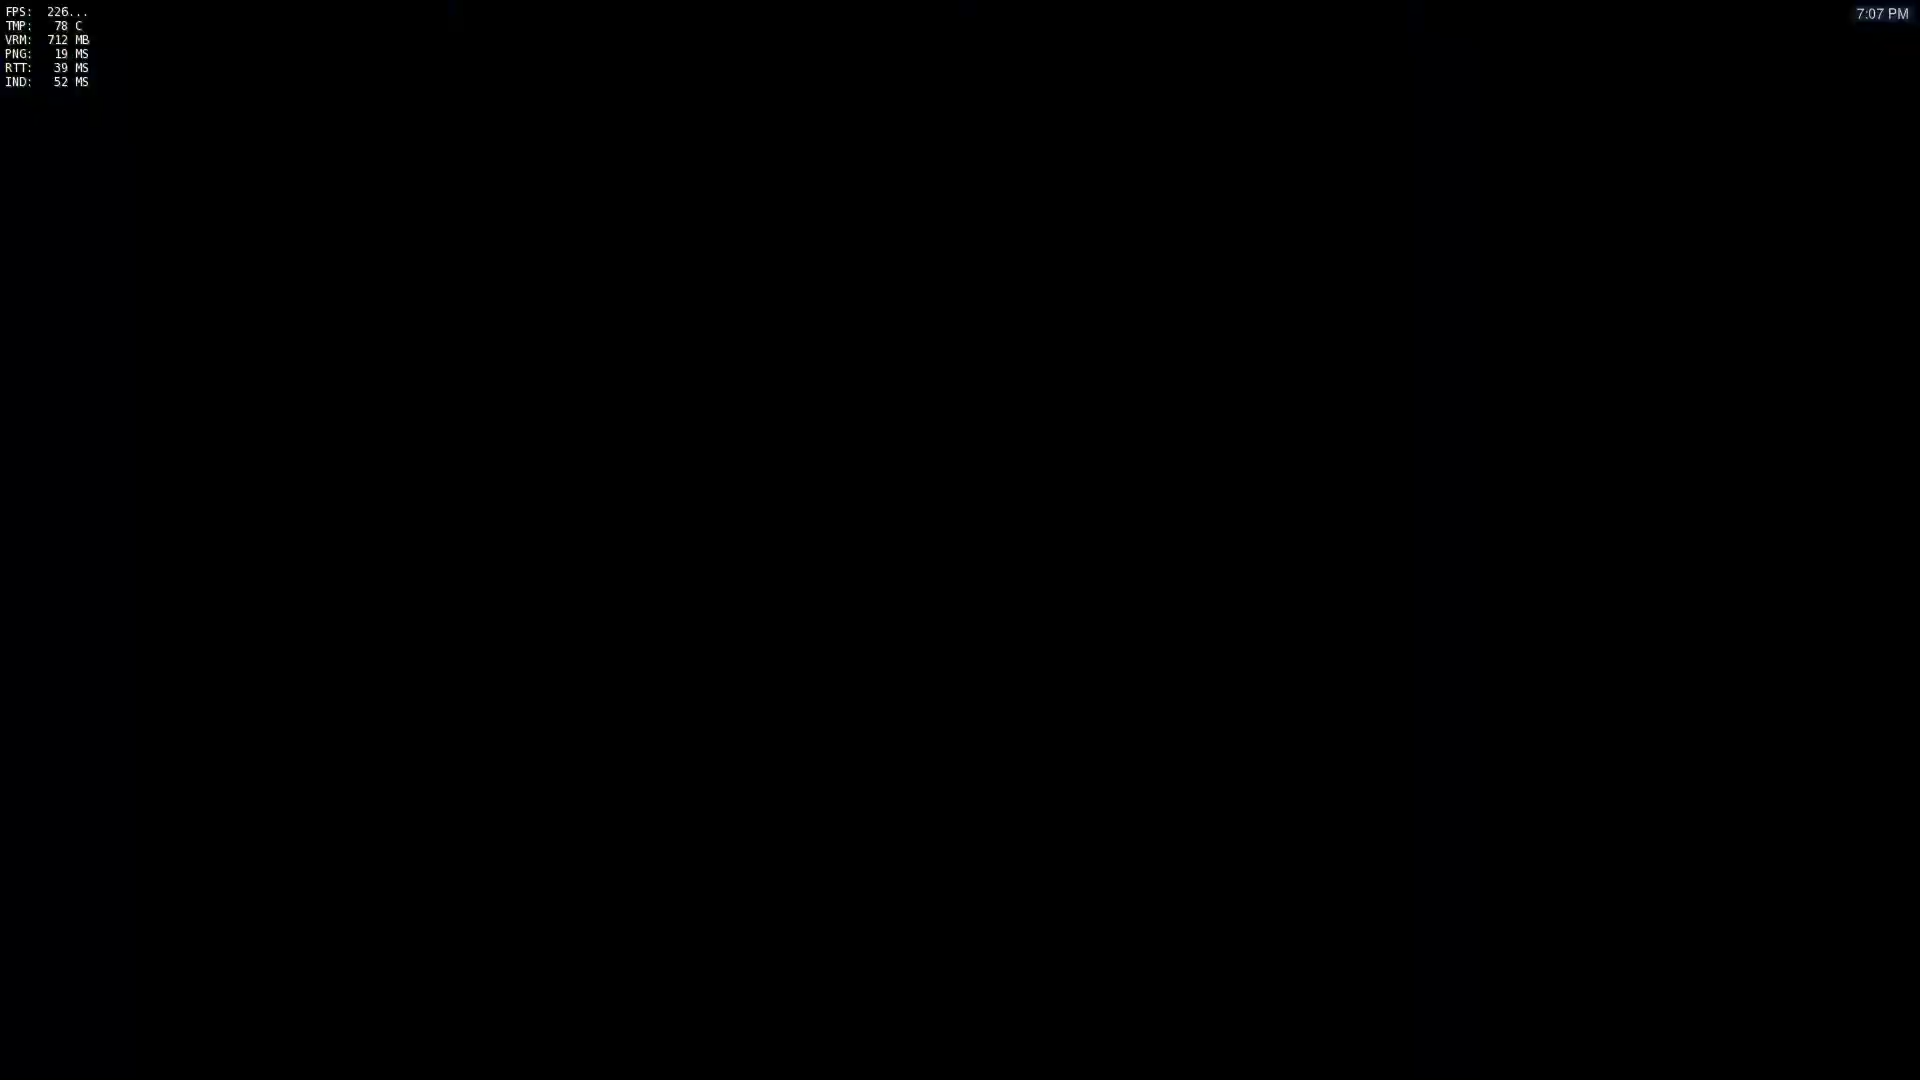 FPS: 226...
TMP: 78 C
VRM: 712 MB
PNG: 19 MS
RTT: 39 MS
IND: 52 MS
7:07 PM